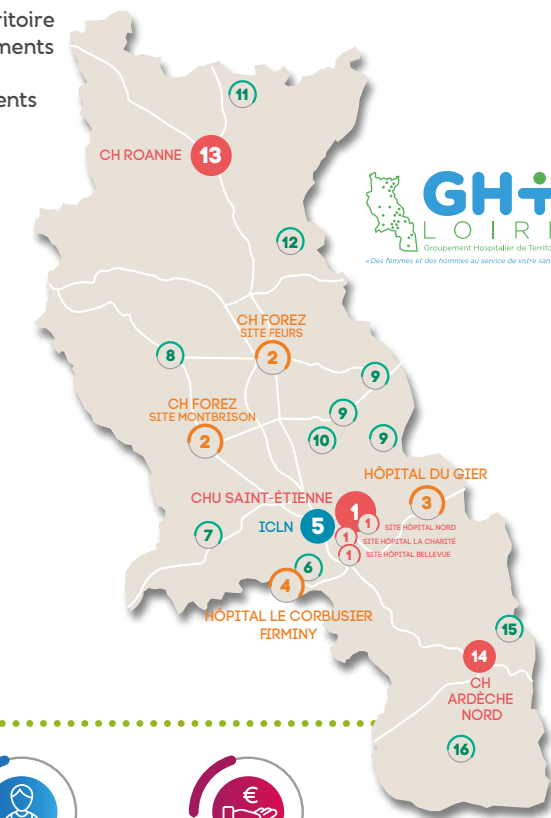 itoire
ments
ents
11
CH ROANNE 13
GHT
LOIRE
Groupement Hospitalier de Territo
« Des femmes et des hommes au service de votre san
12
CH FOREZ
SITE FEURS
2
8
9
CH FOREZ
SITE MONTBRISON
2
9
10
9
HÔPITAL DU GIER
3
CHU SAINT-ÉTIENNE 1
ICLN 5
1 SITE HÔPITAL NORD
1 SITE HÔPITAL LA CHARITÉ
1 SITE HÔPITAL BELLEVUE
7
6
4
HÔPITAL LE CORBUSIER
FIRMINY
15
14
CH
ARDÈCHE
NORD
16
€